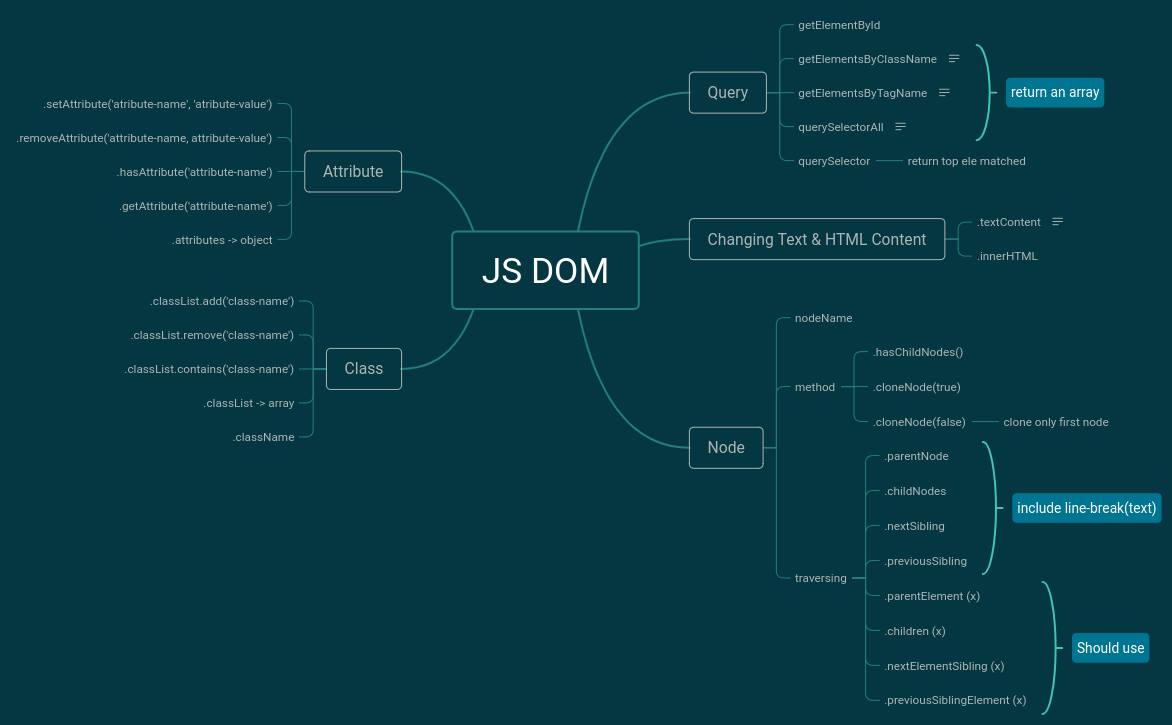 JS DOM
Query
getElementById
getElementsByClassName
getElementsByTagName
querySelectorAll
return an array
querySelector
return top ele matched
Changing Text & HTML Content
.textContent
.innerHTML
Node
nodeName
method
.hasChildNodes()
.cloneNode(true)
.cloneNode(false)
clone only first node
traversing
.parentNode
.childNodes
.nextSibling
.previousSibling
include line-break(text)
.parentElement (x)
.children (x)
.nextElementSibling (x)
.previousSiblingElement (x)
Should use
Attribute
.setAttribute('atribute-name', 'atribute-value')
.removeAttribute('attribute-name, attribute-value')
.hasAttribute('attribute-name')
.getAttribute('attribute-name')
.attributes -> object
Class
.classList.add('class-name')
.classList.remove('class-name')
.classList.contains('class-name')
.classList -> array
.className